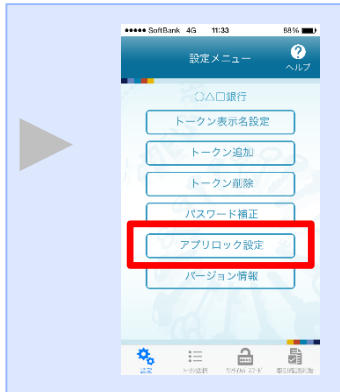 ●●●●● SoftBank 4G 11:33 88%
設定メニュー
?
ヘルプ
○△□銀行
トークン表示名設定
トークン追加
トークン削除
パスワード補正
アプリロック設定
バージョン情報
設定